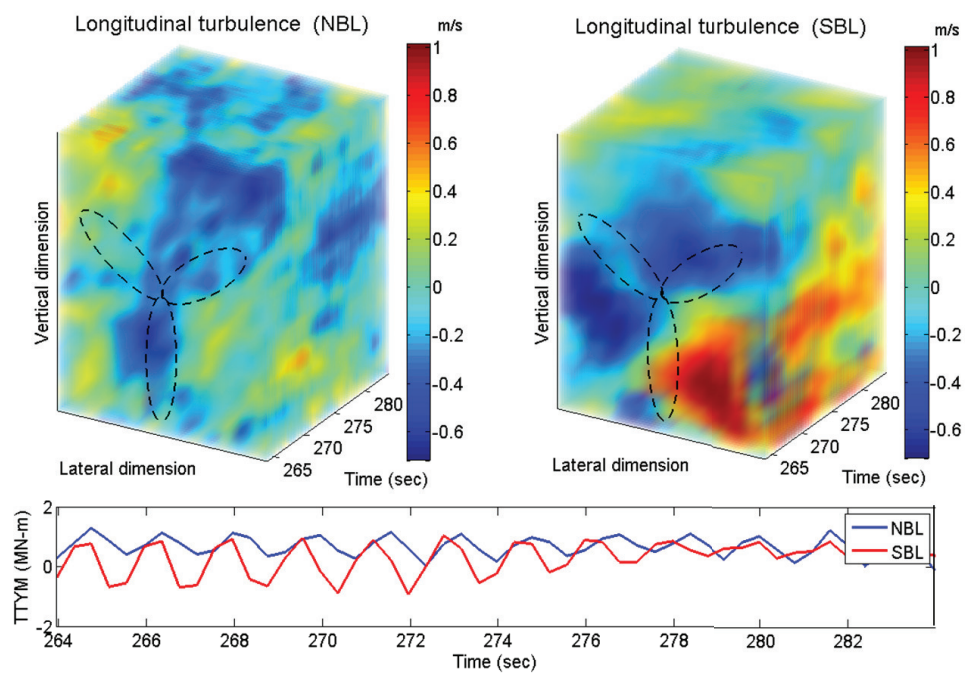 Longitudinal turbulence (NBL)
m/s
1
0.8
0.6
0.4
0.2
0
-0.2
-0.4
-0.6
Vertical dimension
Lateral dimension
265
270
275
280
Time (sec)
Longitudinal turbulence (SBL)
m/s
1
0.8
0.6
0.4
0.2
0
-0.2
-0.4
-0.6
Vertical dimension
Lateral dimension
265
270
275
280
Time (sec)
TTYM (MN-m)
2
0
-2
NBL
SBL
264 266 268 270 272 274 276 278 280 282
Time (sec)